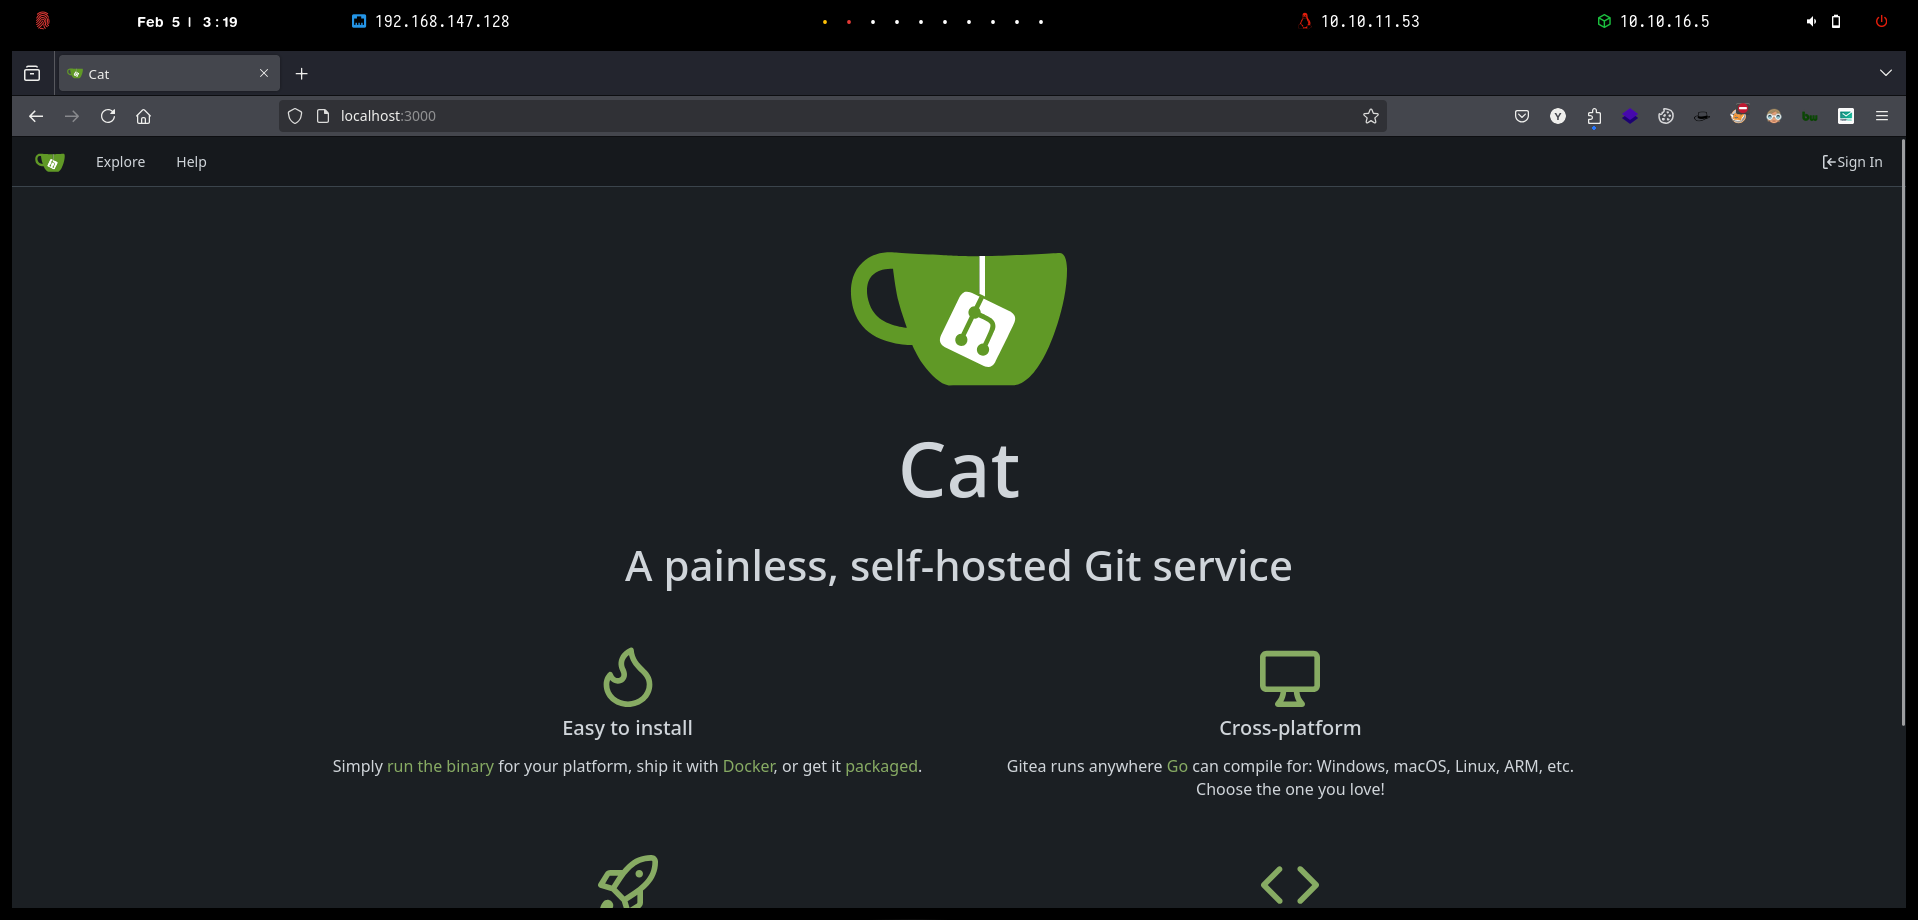 Feb 5 | 3:19 192.168.147.128 10.10.11.53 10.10.16.5
Cat
localhost:3000
Y
bw
Explore Help Sign In
Cat
A painless, self-hosted Git service
Easy to install
Simply run the binary for your platform, ship it with Docker, or get it packaged.
Cross-platform
Gitea runs anywhere Go can compile for: Windows, macOS, Linux, ARM, etc.
Choose the one you love!